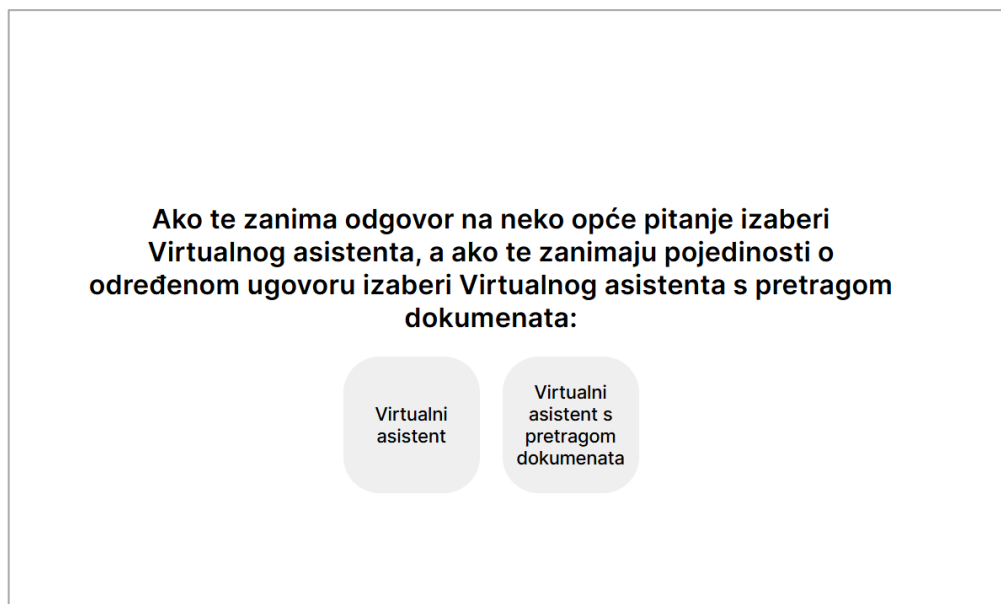 Ako te zanima odgovor na neko opće pitanje izaberi
Virtualnog asistenta, a ako te zanimaju pojedinosti o
određenom ugovoru izaberi Virtualnog asistenta s pretragom
dokumenata:
Virtualni
asistent
Virtualni
asistent s
pretragom
dokumenata